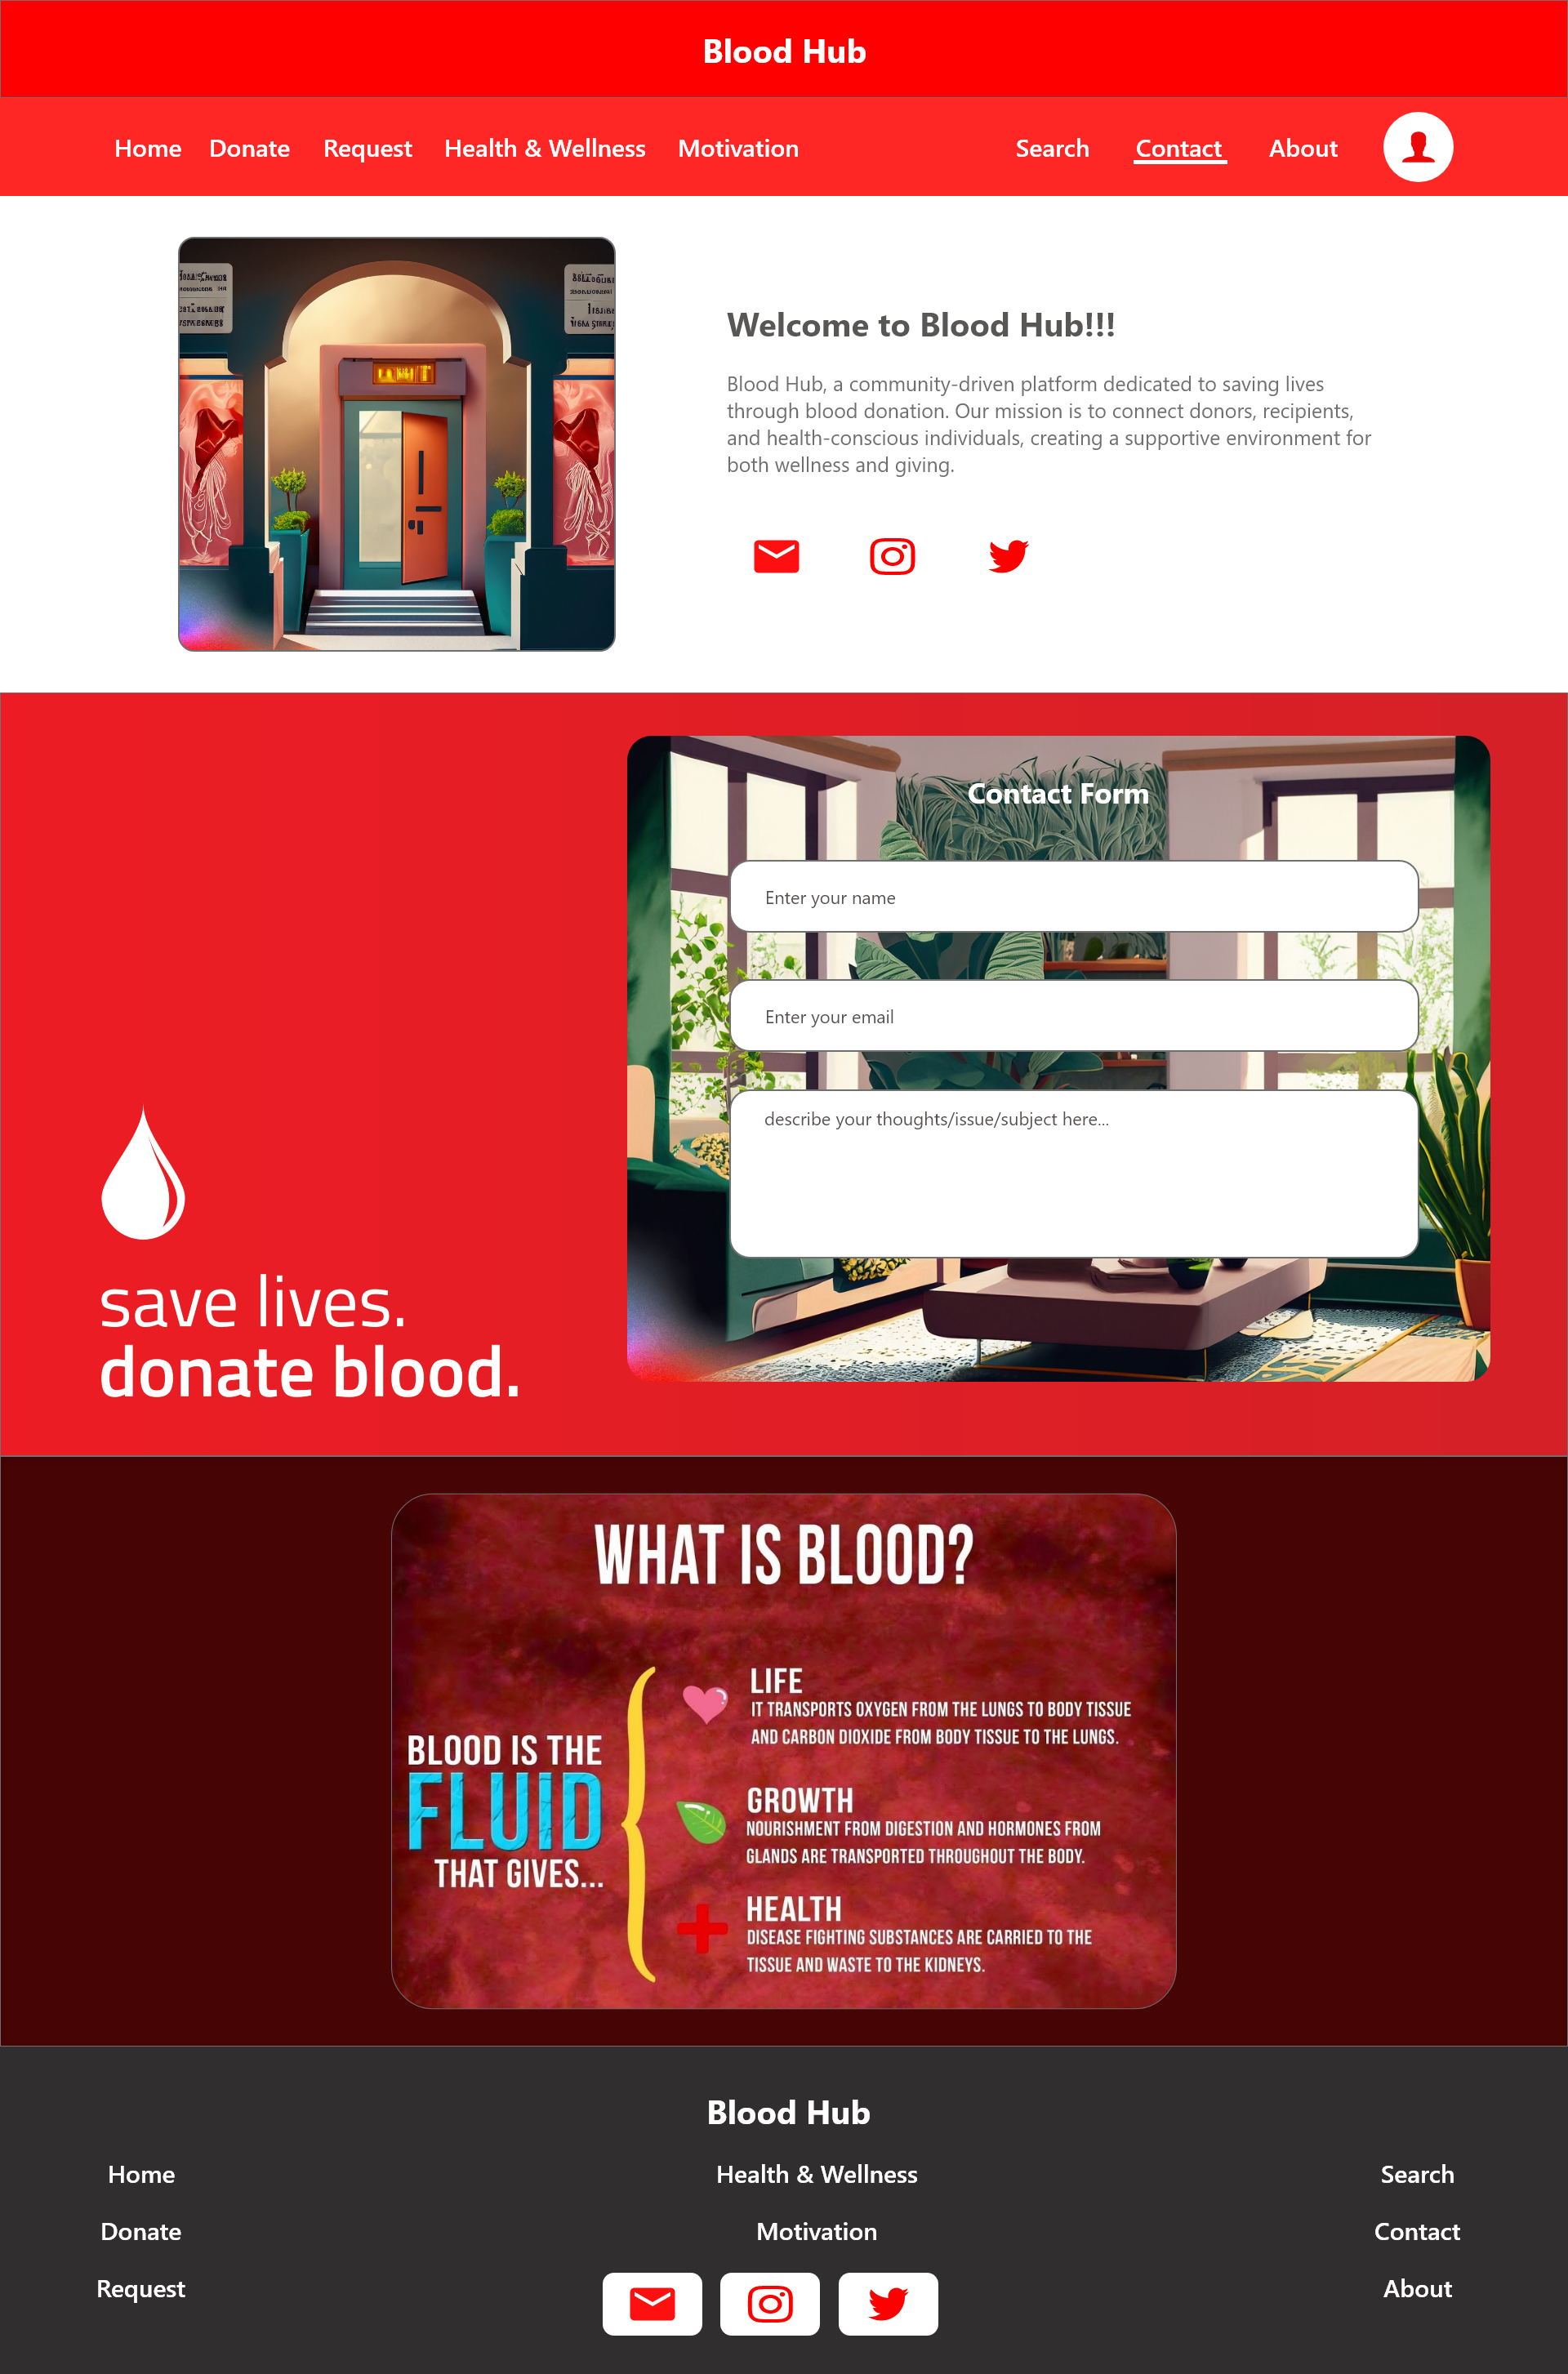 Blood Hub
Home Donate Request Health & Wellness Motivation Search Contact About
Welcome to Blood Hub!!!
Blood Hub, a community-driven platform dedicated to saving lives
through blood donation. Our mission is to connect donors, recipients,
and health-conscious individuals, creating a supportive environment for
both wellness and giving.
Contact Form
Enter your name
Enter your email
describe your thoughts/issue/subject here...
save lives.
donate blood.
WHAT IS BLOOD?
BLOOD IS THE
FLUID
THAT GIVES...
LIFE
IT TRANSPORTS OXYGEN FROM THE LUNGS TO BODY TISSUE
AND CARBON DIOXIDE FROM BODY TISSUE TO THE LUNGS.
GROWTH
NOURISHMENT FROM DIGESTION AND HORMONES FROM
GLANDS ARE TRANSPORTED THROUGHOUT THE BODY.
HEALTH
DISEASE FIGHTING SUBSTANCES ARE CARRIED TO THE
TISSUE AND WASTE TO THE KIDNEYS.
Blood Hub
Home Health & Wellness Search
Donate Motivation Contact
Request About